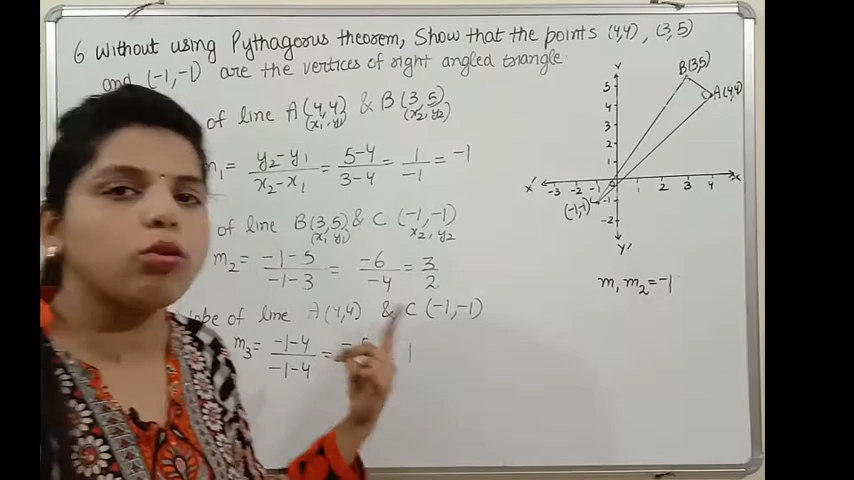 6 Without using Pythagorus theorem, Show that the points (4,4), (3,5)
and (-1,-1) are the vertices of right angled triangle.
of line A(4,4) & B(3,5)
(x₁,y₁) (x₂,y₂)
m₁ = y₂-y₁/x₂-x₁ = 5-4/3-4 = 1/-1 = -1
of line B(3,5) & C (-1,-1)
(x₁,y₁) x₂,y₂
m₂ = -1-5/-1-3 = -6/-4 = 3/2
of line A(4,4) & C (-1,-1)
m₃ = -1-4/-1-4 = 1
Y
B(3,5)
A(4,4)
5
4
3
2
1
X' -3 -2 -1 1 2 3 4 X
(-1,-1) -1
-2
Y'
m₁ m₂ = -1